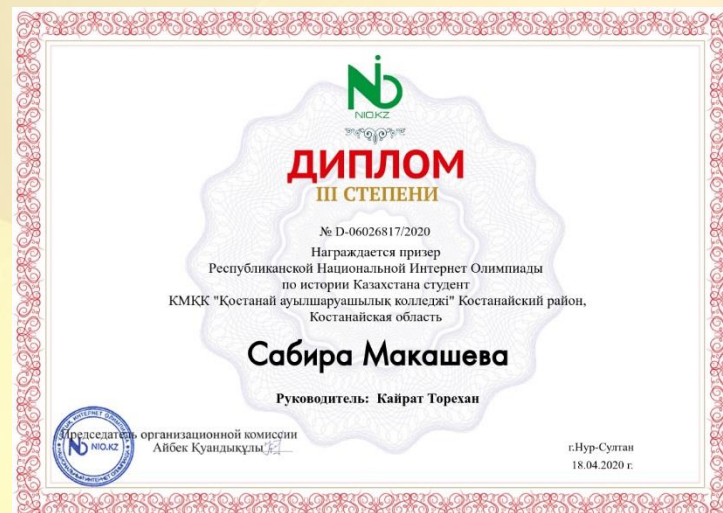 NIO.KZ
ДИПЛОМ
III СТЕПЕНИ
№ D-06026817/2020
Награждается призер
Республиканской Национальной Интернет Олимпиады
по истории Казахстана студент
КМҚК "Қостанай ауылшаруашылық колледжі" Костанайский район,
Костанайская область
Сабира Макашева
Руководитель: Кайрат Торехан
Председатель организационной комиссии
Айбек Қуандықұлы
NIO.KZ
г.Нур-Султан
18.04.2020 г.